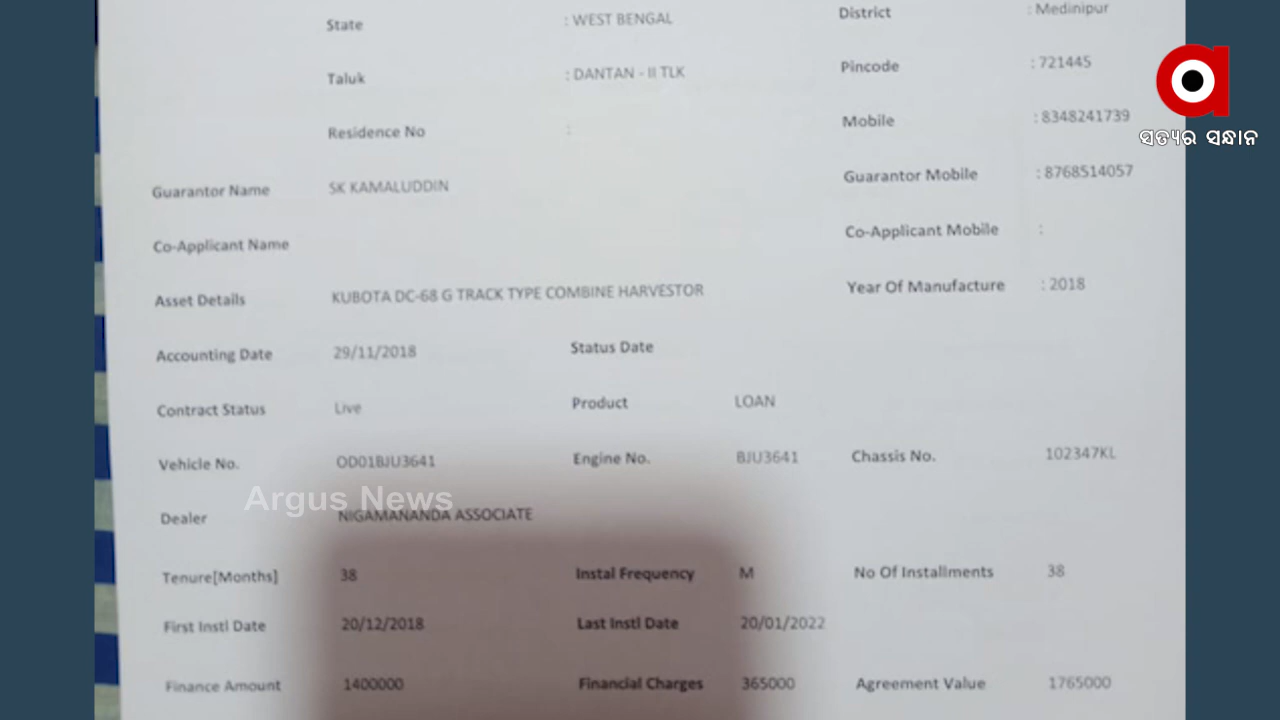 State : WEST BENGAL District : Medinipur
Taluk : DANTAN - II TLK Pincode : 721445
Residence No : Mobile : 8348241739
ସତ୍ୟର ସନ୍ଧାନ
Guarantor Name SK KAMALUDDIN Guarantor Mobile : 8768514057
Co-Applicant Name Co-Applicant Mobile :
Asset Details KUBOTA DC-68 G TRACK TYPE COMBINE HARVESTOR Year Of Manufacture : 2018
Accounting Date 29/11/2018 Status Date
Contract Status Live Product LOAN
Vehicle No. OD01BJU3641 Engine No. BJU3641 Chassis No. 102347KL
Argus News
Dealer NIGAMANANDA ASSOCIATE
Tenure[Months] 38 Instal Frequency M No Of Installments 38
First Instl Date 20/12/2018 Last Instl Date 20/01/2022
Finance Amount 1400000 Financial Charges 365000 Agreement Value 1765000